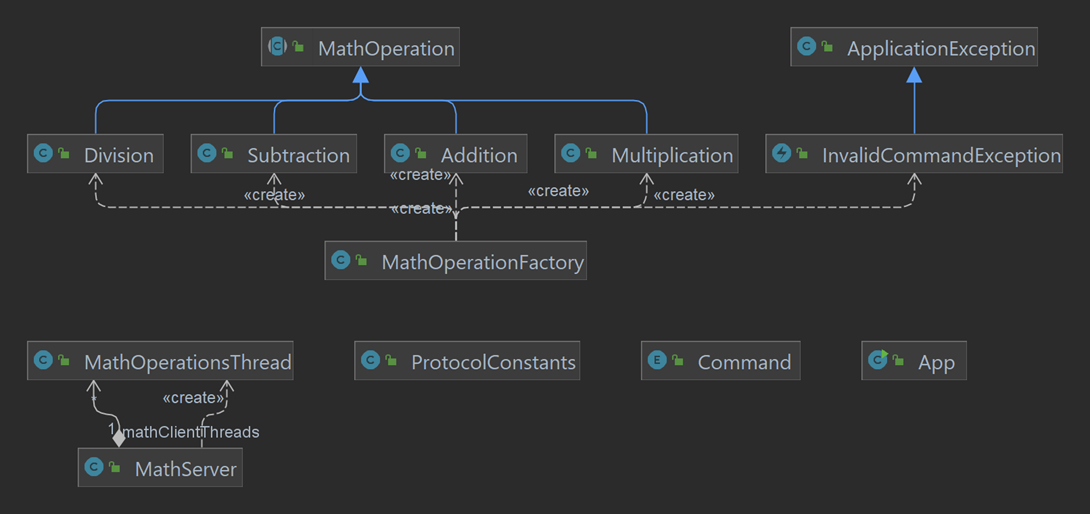 MathOperation
ApplicationException
Division
Subtraction
Addition
Multiplication
InvalidCommandException
«create»
«create»
«create»
«create»
«create»
MathOperationFactory
MathOperationsThread
ProtocolConstants
Command
App
«create»
*
1
mathClientThreads
MathServer